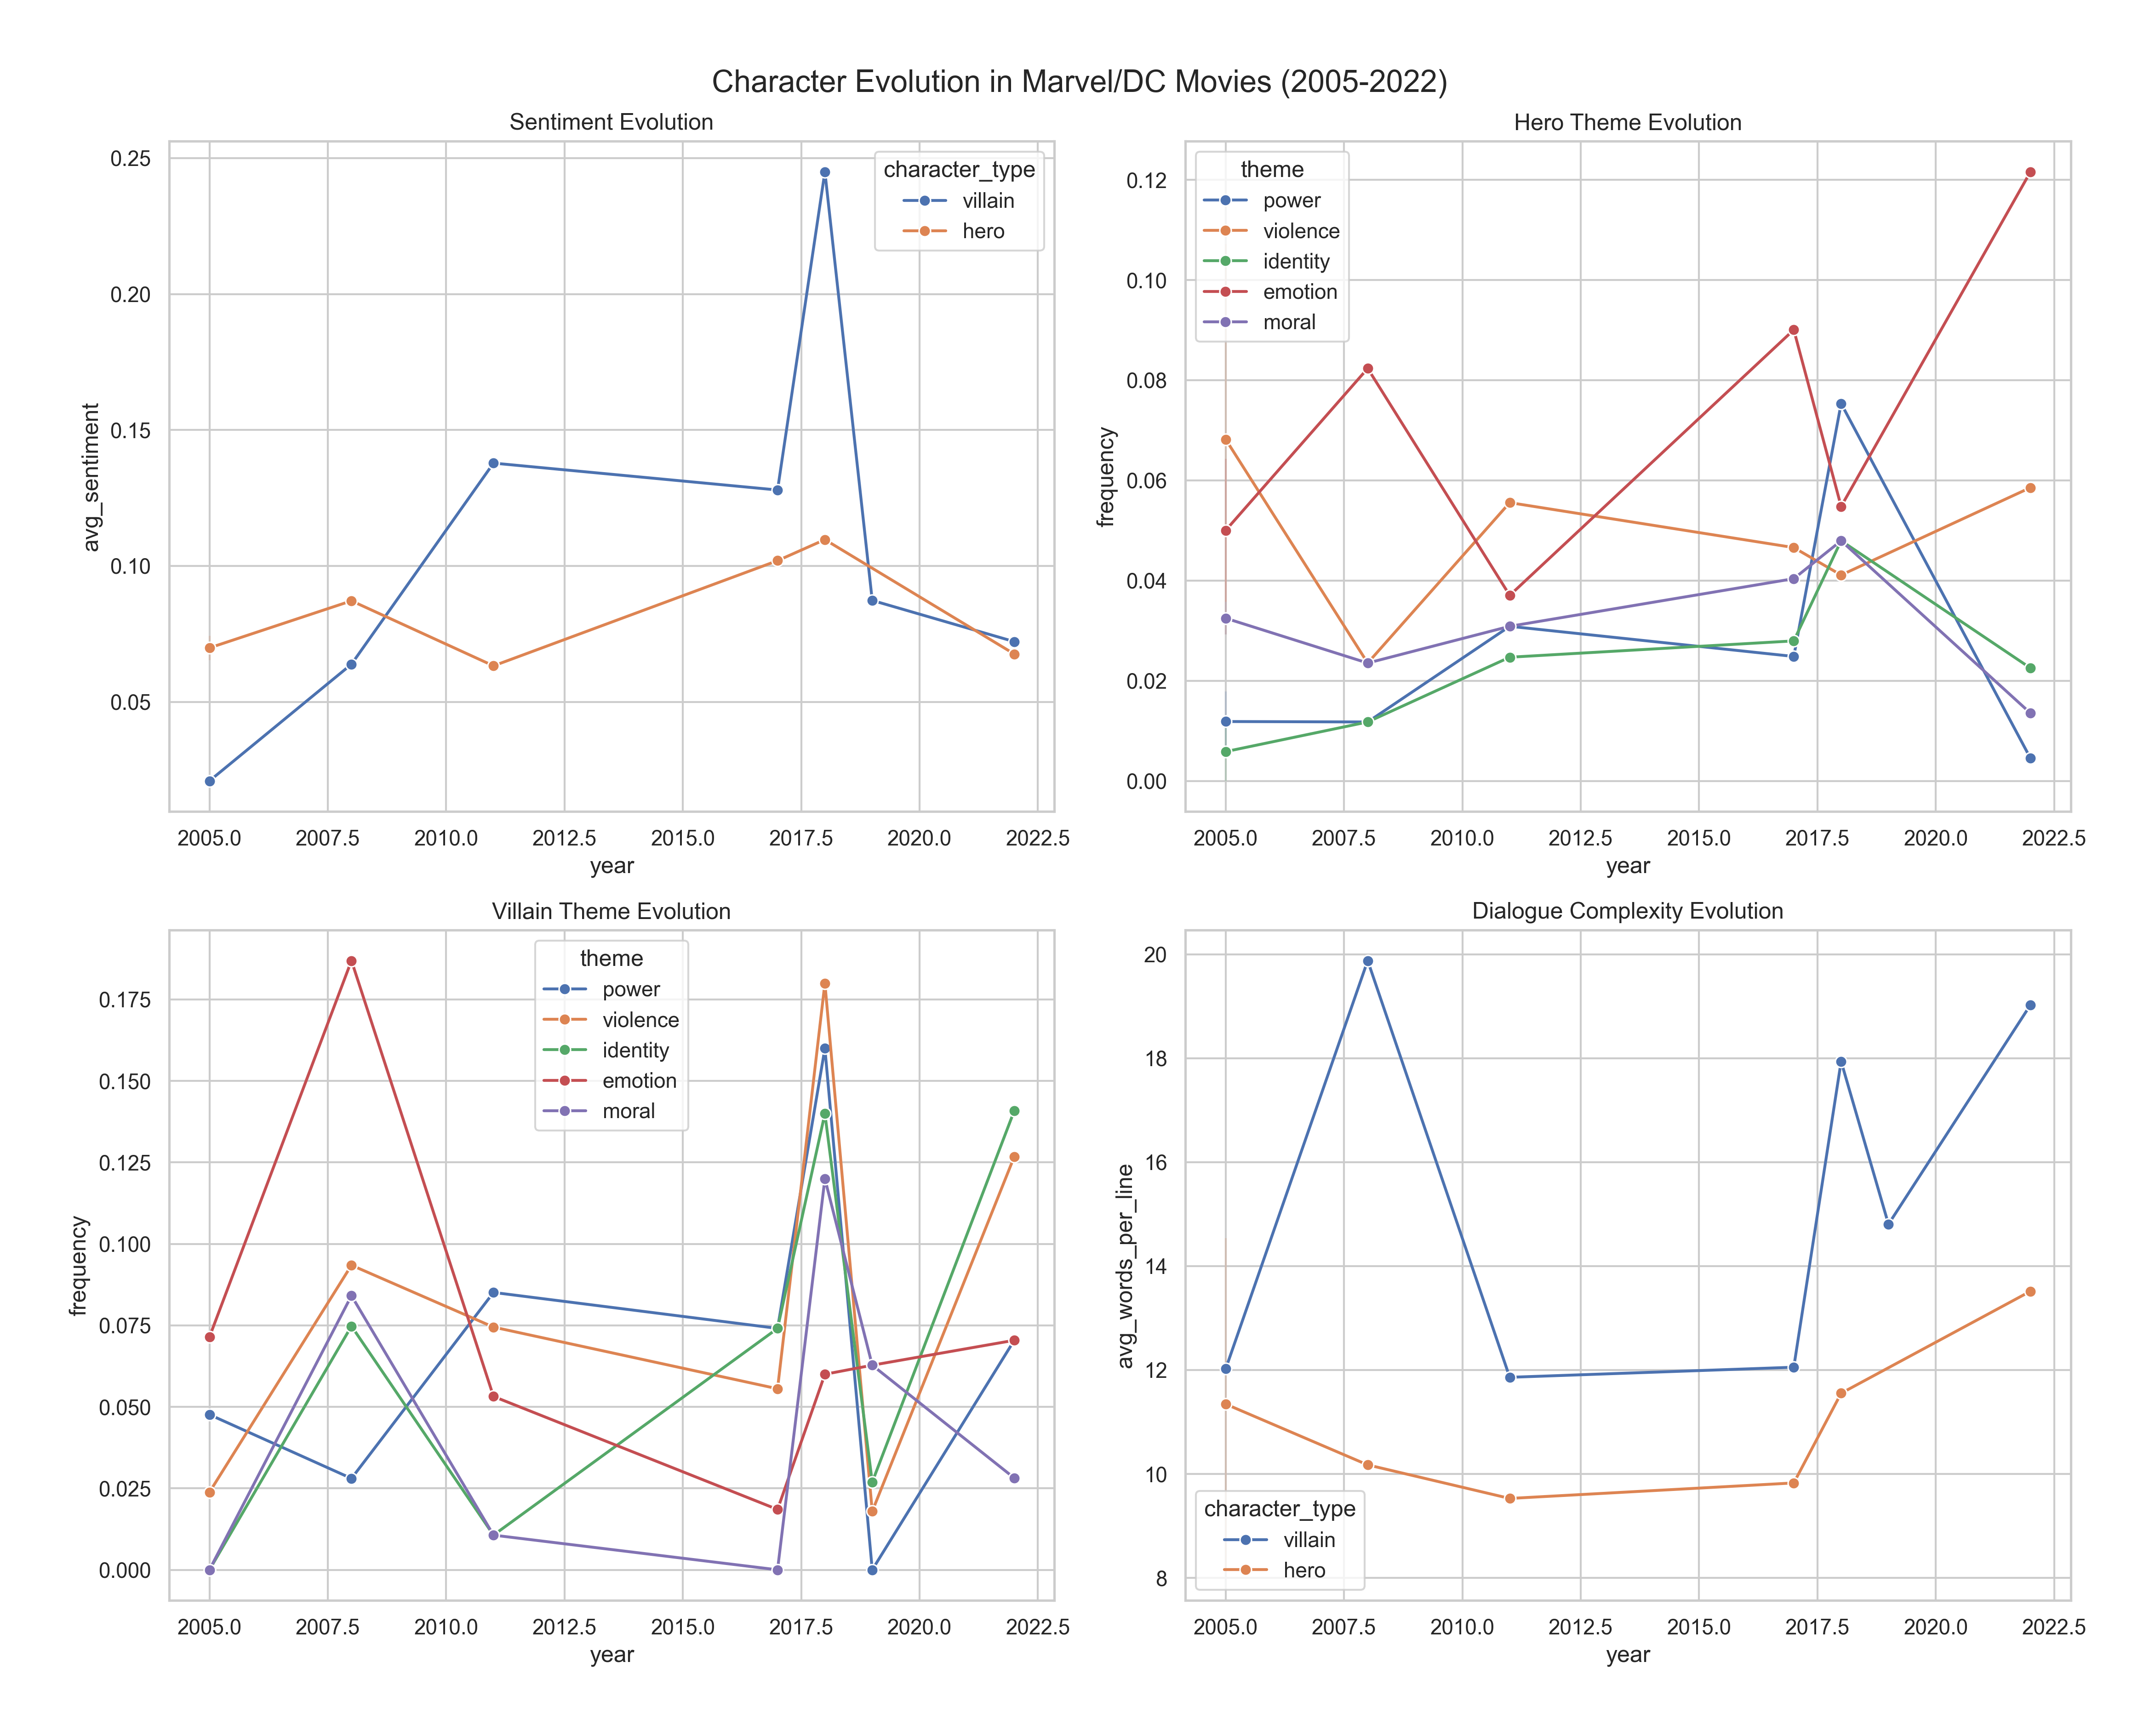 Character Evolution in Marvel/DC Movies (2005-2022)
Sentiment Evolution
character_type
villain
hero
0.25
0.20
0.15
0.10
0.05
avg_sentiment
2005.0 2007.5 2010.0 2012.5 2015.0 2017.5 2020.0 2022.5
year
Hero Theme Evolution
theme
power
violence
identity
emotion
moral
0.12
0.10
0.08
0.06
0.04
0.02
0.00
frequency
2005.0 2007.5 2010.0 2012.5 2015.0 2017.5 2020.0 2022.5
year
Villain Theme Evolution
theme
power
violence
identity
emotion
moral
0.175
0.150
0.125
0.100
0.075
0.050
0.025
0.000
frequency
2005.0 2007.5 2010.0 2012.5 2015.0 2017.5 2020.0 2022.5
year
Dialogue Complexity Evolution
20
18
16
14
12
10
8
avg_words_per_line
character_type
villain
hero
2005.0 2007.5 2010.0 2012.5 2015.0 2017.5 2020.0 2022.5
year